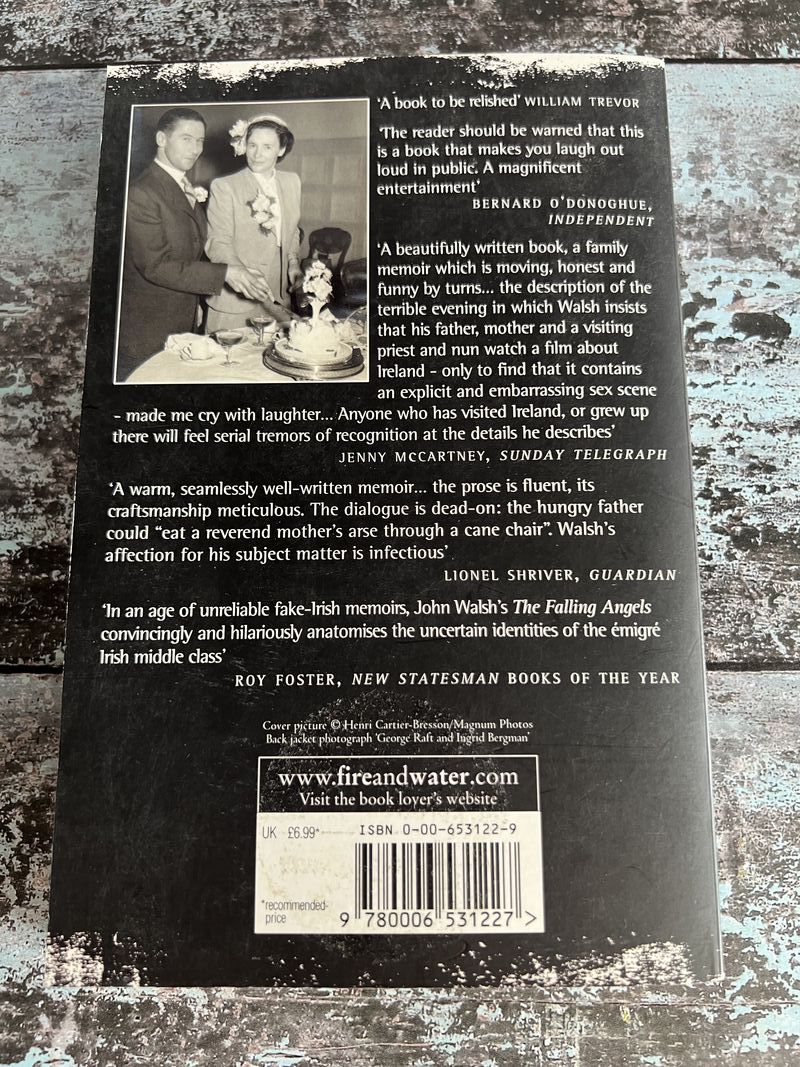 'A book to be relished' WILLIAM TREVOR
'The reader should be warned that this
is a book that makes you laugh out
loud in public. A magnificent
entertainment'
BERNARD O'DONOGHUE,
INDEPENDENT
'A beautifully written book, a family
memoir which is moving, honest and
funny by turns... the description of the
terrible evening in which Walsh insists
that his father, mother and a visiting
priest and nun watch a film about
Ireland - only to find that it contains
an explicit and embarrassing sex scene
- made me cry with laughter... Anyone who has visited Ireland, or grew up
there will feel serial tremors of recognition at the details he describes'
JENNY MCCARTNEY, SUNDAY TELEGRAPH
'A warm, seamlessly well-written memoir... the prose is fluent, its
craftsmanship meticulous. The dialogue is dead-on: the hungry father
could "eat a reverend mother's arse through a cane chair". Walsh's
affection for his subject matter is infectious'
LIONEL SHRIVER, GUARDIAN
'In an age of unreliable fake-Irish memoirs, John Walsh's The Falling Angels
convincingly and hilariously anatomises the uncertain identities of the émigré
Irish middle class'
ROY FOSTER, NEW STATESMAN BOOKS OF THE YEAR
Cover picture © Henri Cartier-Bresson/Magnum Photos
Back jacket photograph 'George Raft and Ingrid Bergman'
www.fireandwater.com
Visit the book lover's website
UK £6.99* ISBN 0-00-653122-9
*recommended
price
9 780006 531227 >